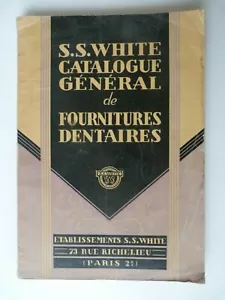 S.S.WHITE
CATALOGUE
GÉNÉRAL
de
FOURNITURES
DENTAIRES
ETABLISSEMENTS S.S.WHITE
73 RUE RICHELIEU
PARIS 2e